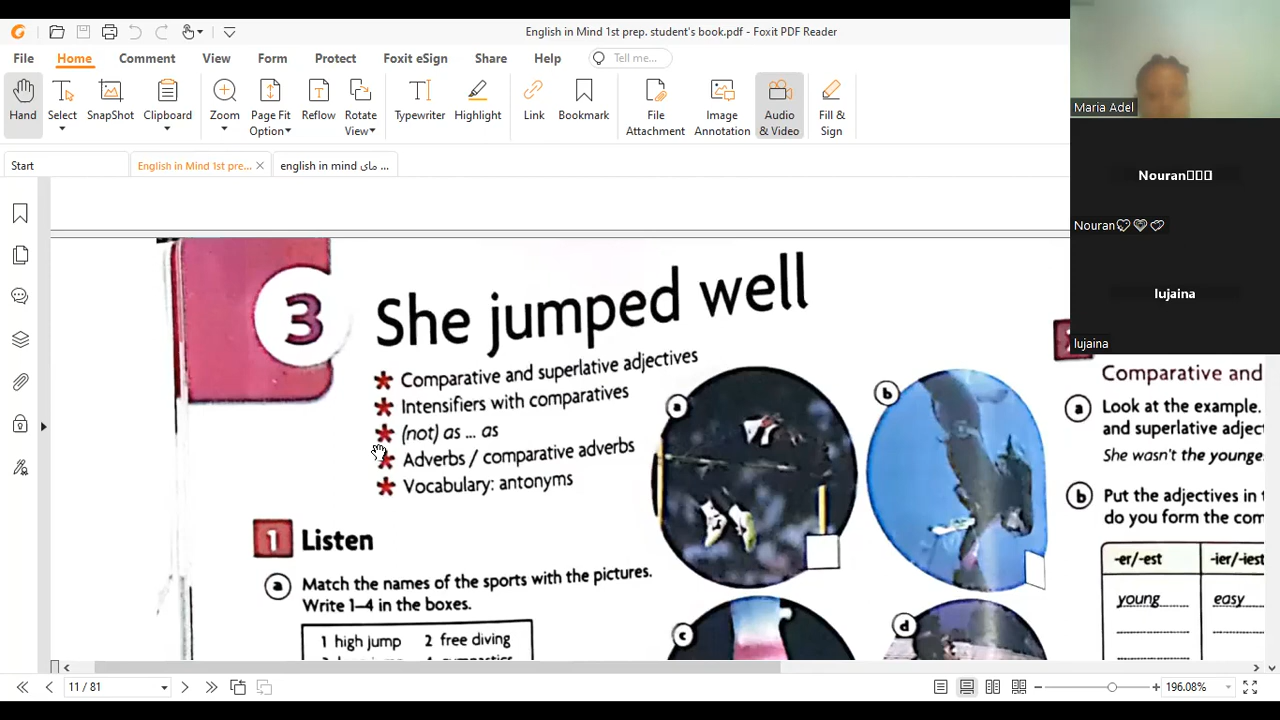 English in Mind 1st prep. student's book.pdf - Foxit PDF Reader
File Home Comment View Form Protect Foxit eSign Share Help Tell me...
Hand Select SnapShot Clipboard Zoom Page Fit Option Reflow Rotate View Typewriter Highlight Link Bookmark File Attachment Image Annotation Audio & Video Fill & Sign
Start English in Mind 1st pre... english in mind ماى ...
Maria Adel
Nouran
Nouran
lujaina
lujaina
3 She jumped well
Comparative and superlative adjectives
Intensifiers with comparatives
(not) as ... as
Adverbs / comparative adverbs
Vocabulary: antonyms
1 Listen
a Match the names of the sports with the pictures.
Write 1–4 in the boxes.
1 high jump 2 free diving
a
b
c
d
Comparative and
a Look at the example.
and superlative adject
She wasn't the younge
b Put the adjectives in t
do you form the com
-er/-est -ier/-iest
young easy
11 / 81
196.08%